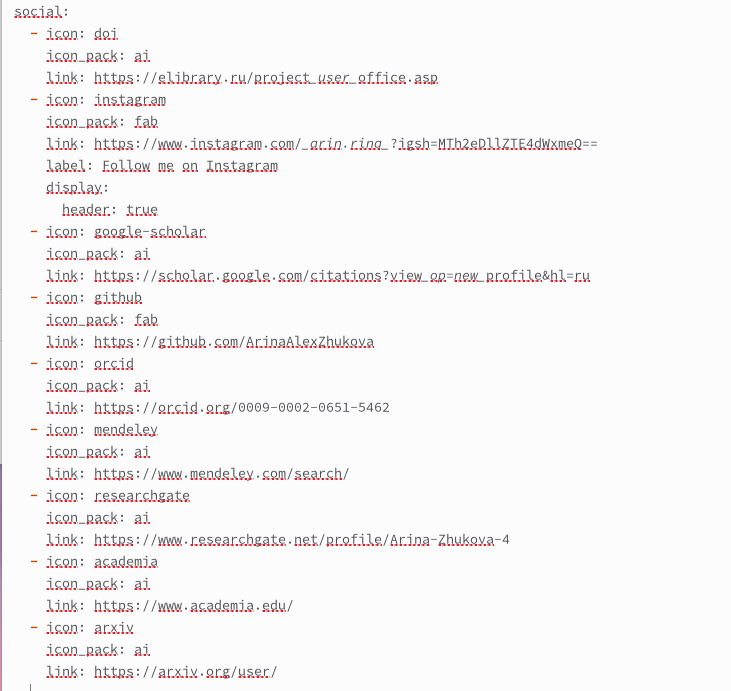 social:
- icon: doi
icon_pack: ai
link: https://elibrary.ru/project_user_office.asp
- icon: instagram
icon_pack: fab
link: https://www.instagram.com/_arin.ring_?igsh=MTh2eDllZTE4dWxmeQ==
label: Follow me on Instagram
display:
header: true
- icon: google-scholar
icon_pack: ai
link: https://scholar.google.com/citations?view_op=new_profile&hl=ru
- icon: github
icon_pack: fab
link: https://github.com/ArinaAlexZhukova
- icon: orcid
icon_pack: ai
link: https://orcid.org/0009-0002-0651-5462
- icon: mendeley
icon_pack: ai
link: https://www.mendeley.com/search/
- icon: researchgate
icon_pack: ai
link: https://www.researchgate.net/profile/Arina-Zhukova-4
- icon: academia
icon_pack: ai
link: https://www.academia.edu/
- icon: arxiv
icon_pack: ai
link: https://arxiv.org/user/